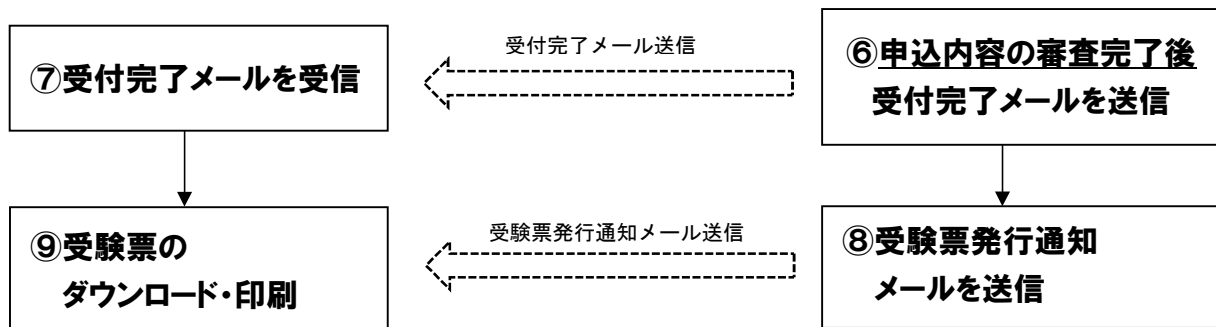 ⑦受付完了メールを受信
受付完了メール送信
⑥申込内容の審査完了後
受付完了メールを送信
⑨受験票の
ダウンロード・印刷
受験票発行通知メール送信
⑧受験票発行通知
メールを送信